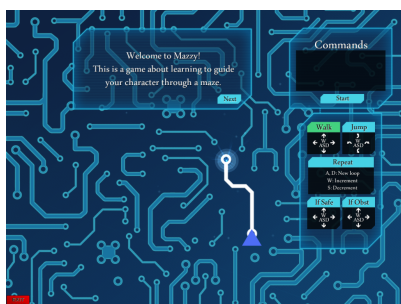 Welcome to Mazzy!
This is a game about learning to guide
your character through a maze.
Next
Commands
Start
Walk
W
ASD
Jump
W
ASD
Repeat
A, D: New loop
W: Increment
S: Decrement
If Safe
W
ASD
If Obst
W
ASD